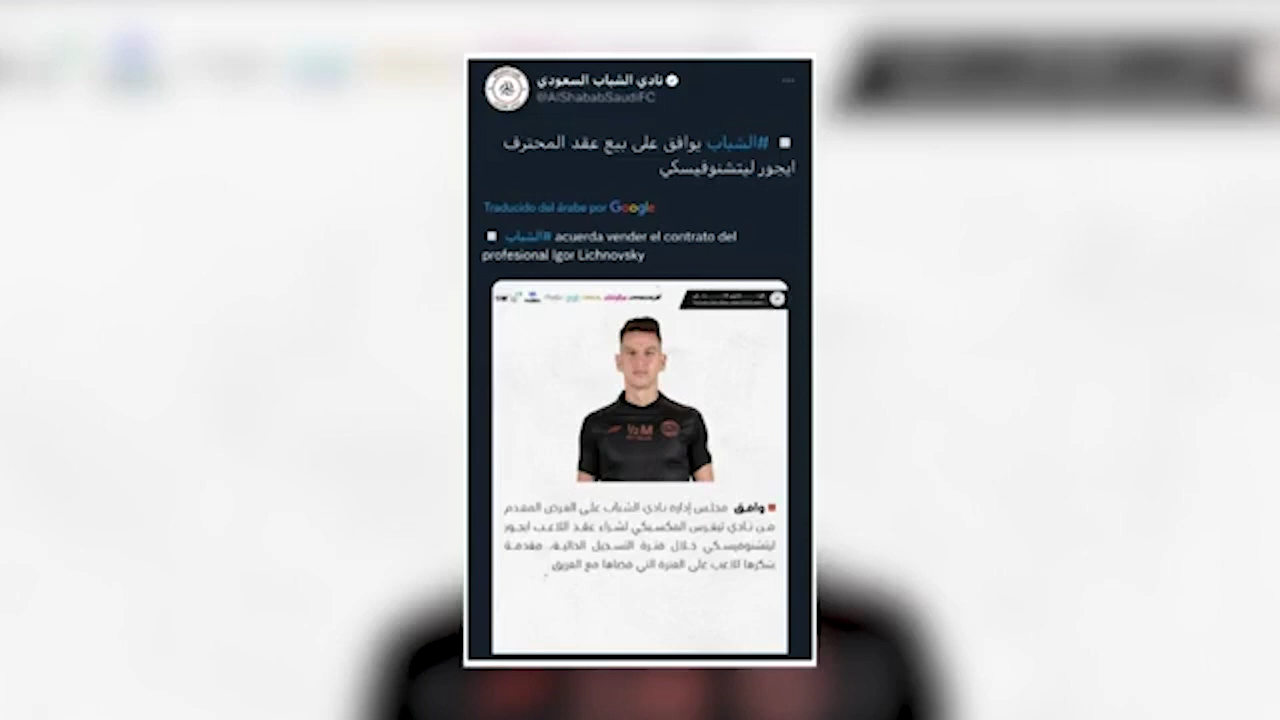 نادي الشباب السعودي
@AlShababSaudiFC
#الشباب يوافق على بيع عقد المحترف
ايجور ليتشنوفيسكي
Traducido del árabe por Google
#الشباب acuerda vender el contrato del
profesional Igor Lichnovsky
وافق مجلس إدارة نادي الشباب على العرض المقدم
من نادي تيغرس المكسيكي لشراء عقد اللاعب ايجور
ليتشنوفيسكي خلال فترة التسجيل الحالية، مقدمة
شكرها للاعب على الفترة التي قضاها مع الفريق